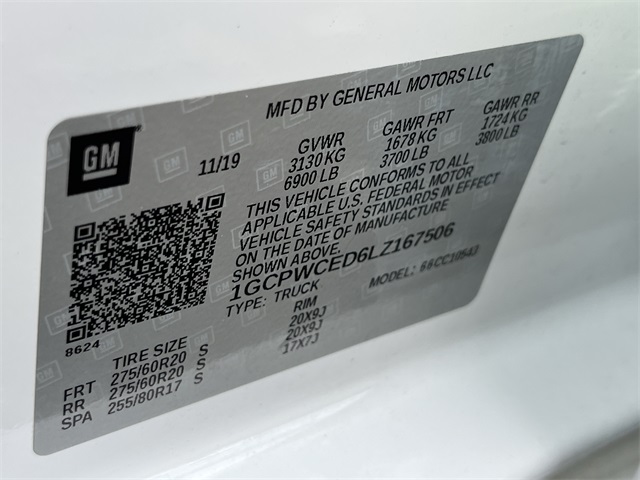 MFD BY GENERAL MOTORS LLC
GM
11/19
GVWR
3130 KG
6900 LB
GAWR FRT
1678 KG
3700 LB
GAWR RR
1724 KG
3800 LB
THIS VEHICLE CONFORMS TO ALL
APPLICABLE U.S. FEDERAL MOTOR
VEHICLE SAFETY STANDARDS IN EFFECT
ON THE DATE OF MANUFACTURE
SHOWN ABOVE.
1GCPWCED6LZ167506
TYPE: TRUCK
MODEL:
8624
TIRE SIZE
RIM
FRT 275/60R20 S 20X9J
RR 275/60R20 S 20X9J
SPA 255/80R17 S 17X7J